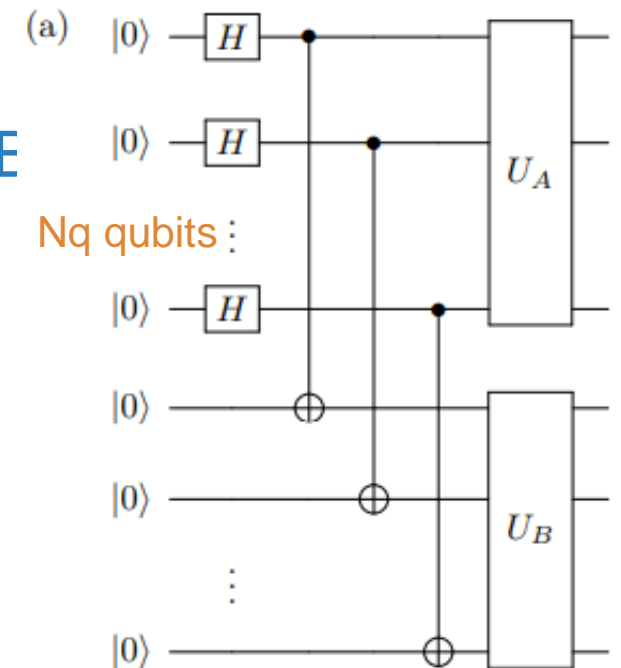 (a) |0⟩ H
|0⟩ H
E
U_A
Nq qubits ⋮
|0⟩ H
|0⟩
|0⟩
U_B
⋮
|0⟩